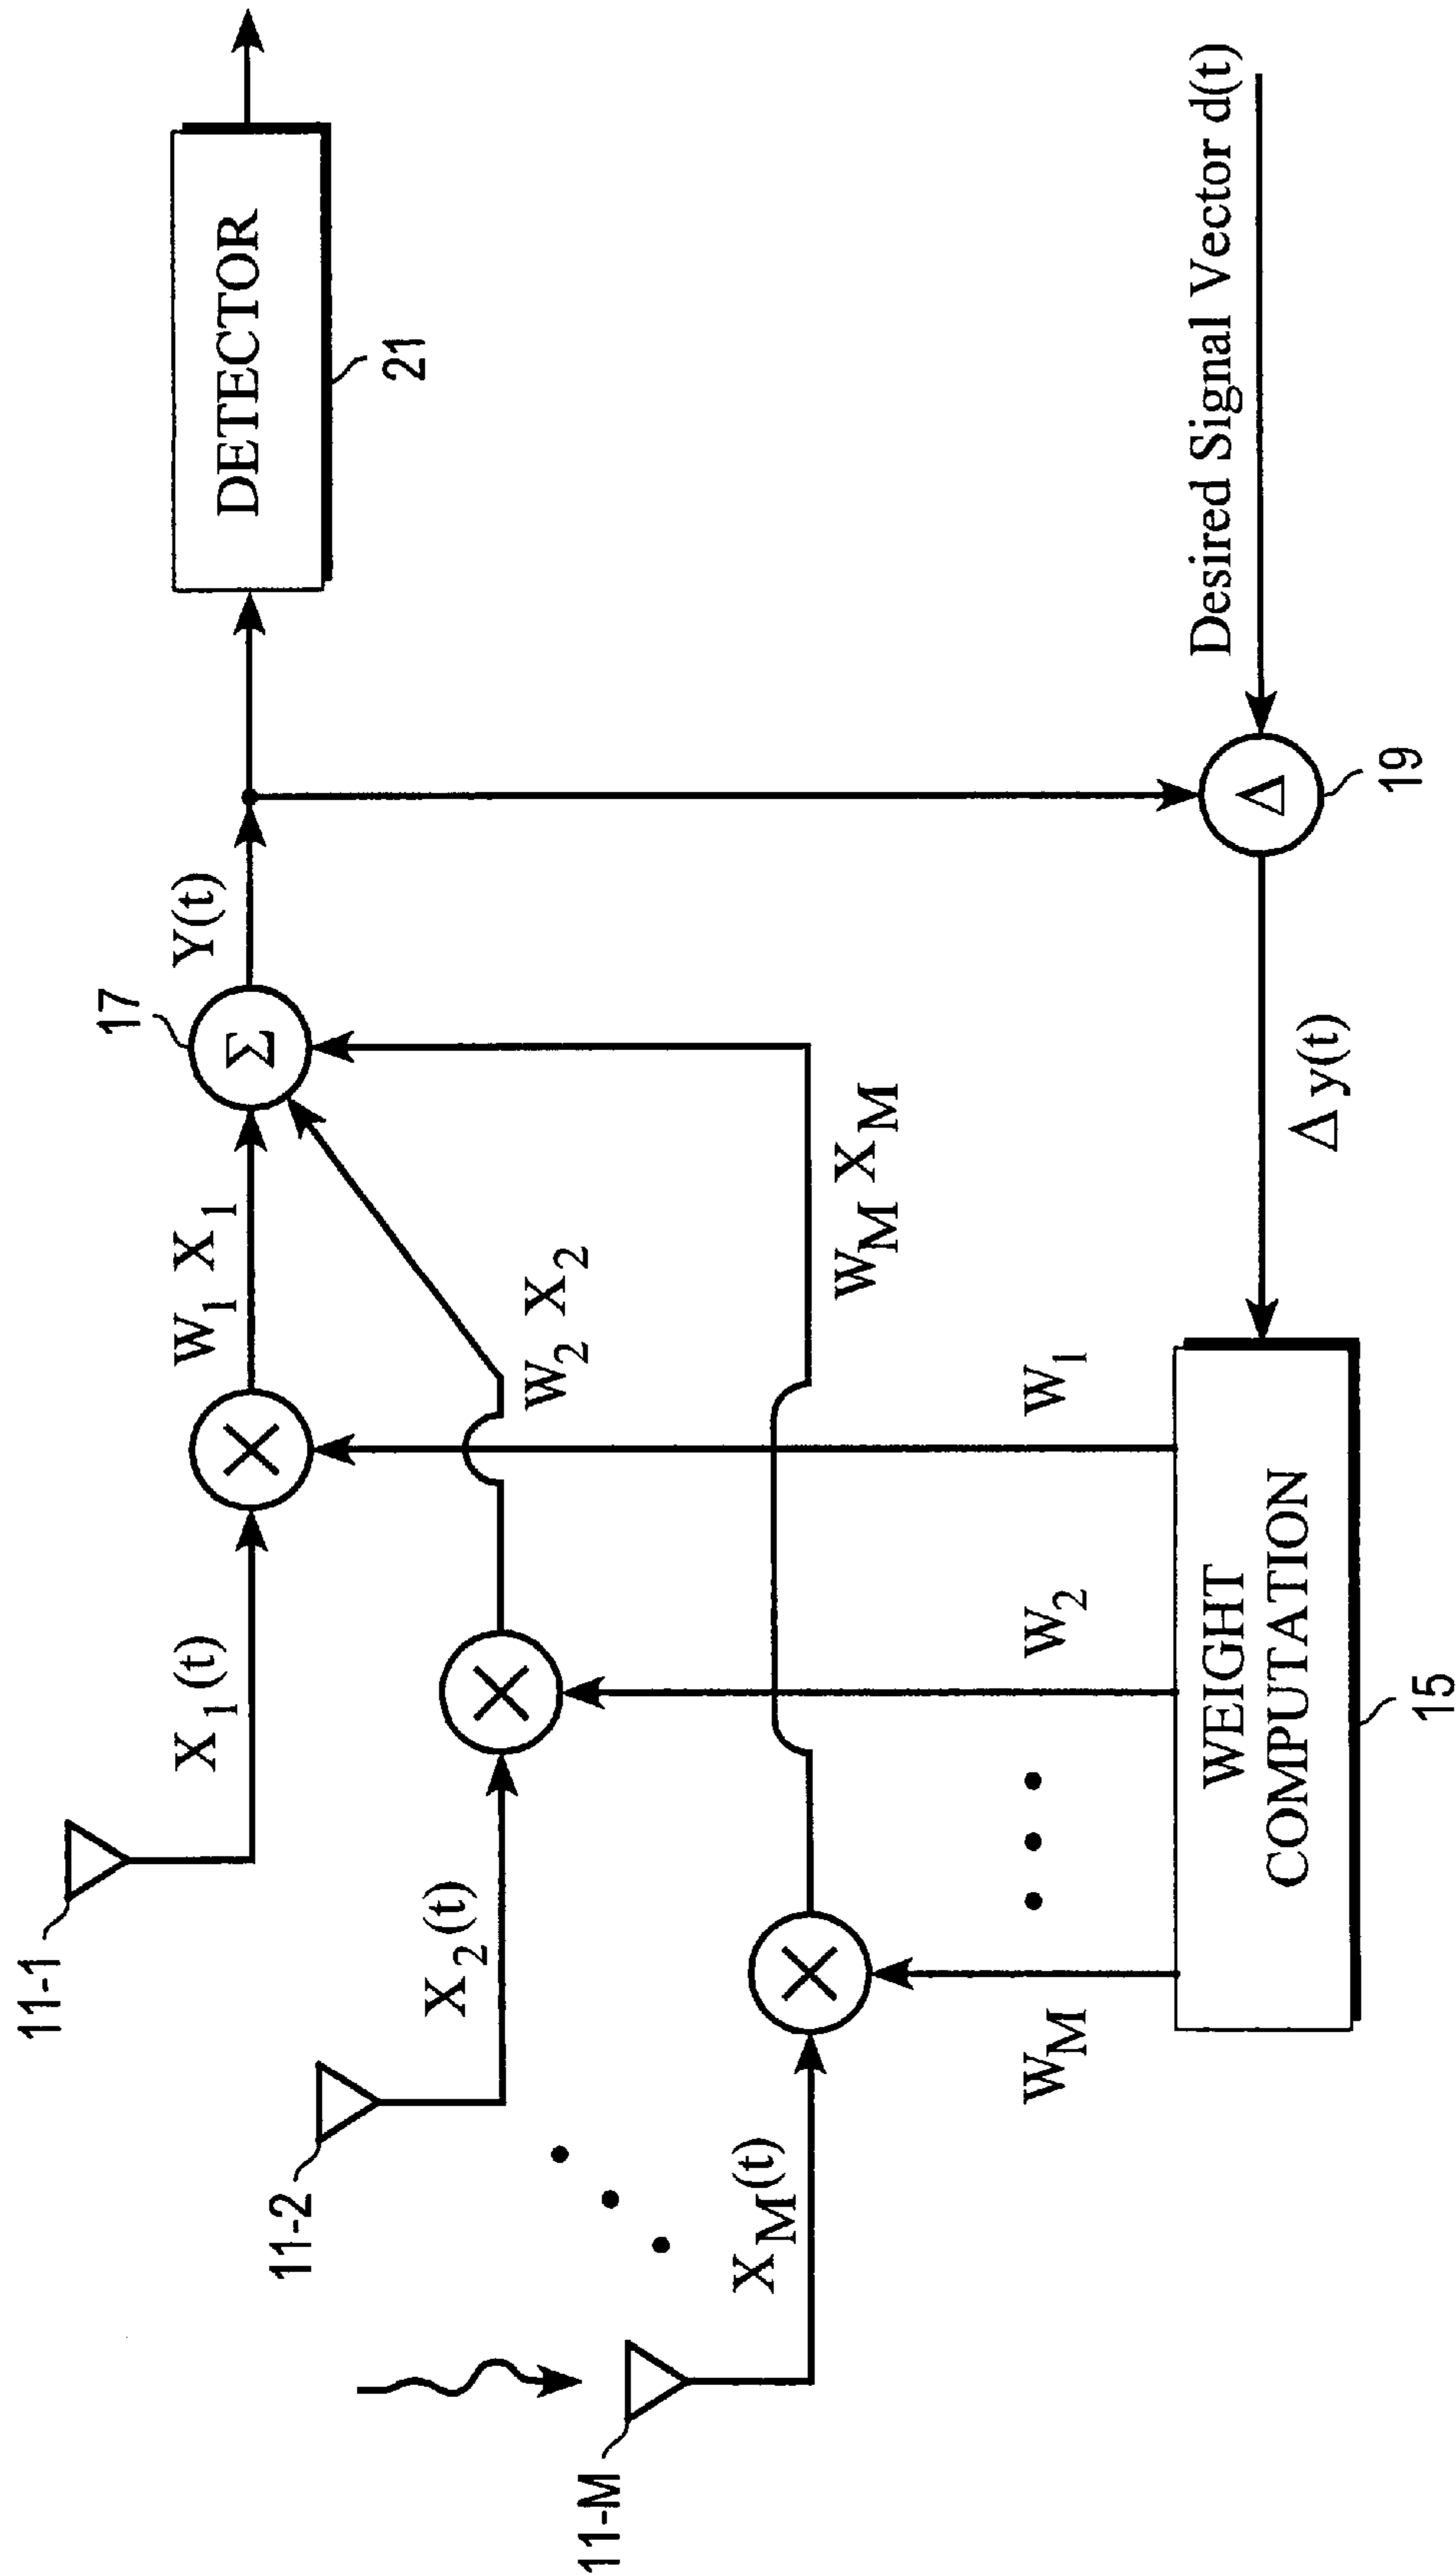 11-1
X1(t)
W1 X1
17
Σ
Y(t)
DETECTOR
21
11-2
X2(t)
W2 X2
11-M
XM(t)
WM XM
WM
W2
W1
WEIGHT
COMPUTATION
15
Δ y(t)
Δ
19
Desired Signal Vector d(t)